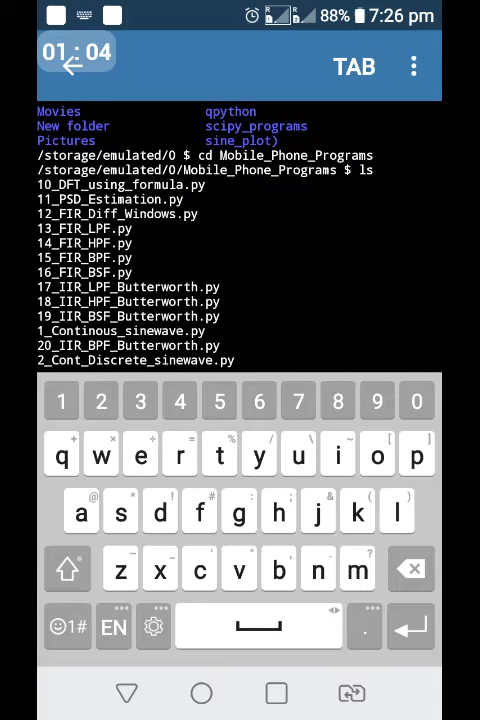 88% 7:26 pm
01 : 04
TAB
Movies qpython
New folder scipy_programs
Pictures sine_plot)
/storage/emulated/0 $ cd Mobile_Phone_Programs
/storage/emulated/0/Mobile_Phone_Programs $ ls
10_DFT_using_formula.py
11_PSD_Estimation.py
12_FIR_Diff_Windows.py
13_FIR_LPF.py
14_FIR_HPF.py
15_FIR_BPF.py
16_FIR_BSF.py
17_IIR_LPF_Butterworth.py
18_IIR_HPF_Butterworth.py
19_IIR_BSF_Butterworth.py
1_Continous_sinewave.py
20_IIR_BPF_Butterworth.py
2_Cont_Discrete_sinewave.py
1 2 3 4 5 6 7 8 9 0
+ × ÷ = % / \ ~ [ ]
q w e r t y u i o p
@ * ! # : ; & ( )
a s d f g h j k l
- _ ' " . , ?
z x c v b n m
☺1# EN .